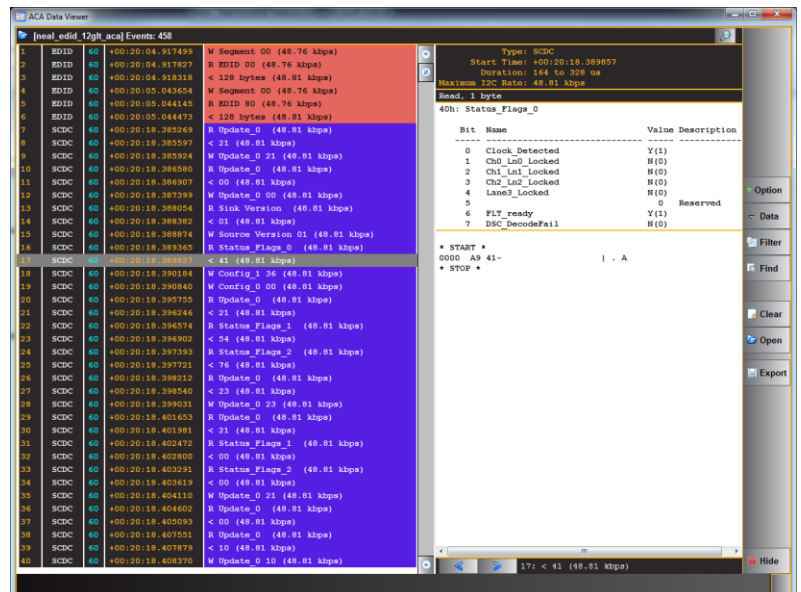 ACA Data Viewer
[neal_edid_12glt_aca] Events: 458
1 EDID 60 +00:20:04.917499 W Segment 00 (48.76 kbps)
2 EDID 60 +00:20:04.917827 R EDID 00 (48.76 kbps)
3 EDID 60 +00:20:04.918318 < 128 bytes (48.81 kbps)
4 EDID 60 +00:20:05.043654 W Segment 00 (48.76 kbps)
5 EDID 60 +00:20:05.044145 R EDID 80 (48.76 kbps)
6 EDID 60 +00:20:05.044473 < 128 bytes (48.81 kbps)
7 SCDC 60 +00:20:18.385269 R Update_0 (48.81 kbps)
8 SCDC 60 +00:20:18.385597 < 21 (48.81 kbps)
9 SCDC 60 +00:20:18.385924 W Update_0 21 (48.81 kbps)
10 SCDC 60 +00:20:18.386580 R Update_0 (48.81 kbps)
11 SCDC 60 +00:20:18.386907 < 00 (48.81 kbps)
12 SCDC 60 +00:20:18.387399 W Update_0 00 (48.81 kbps)
13 SCDC 60 +00:20:18.388054 R Sink Version (48.81 kbps)
14 SCDC 60 +00:20:18.388382 < 01 (48.81 kbps)
15 SCDC 60 +00:20:18.388874 W Source Version 01 (48.81 kbps)
16 SCDC 60 +00:20:18.389365 R Status_Flags_0 (48.81 kbps)
17 SCDC 60 +00:20:18.389857 < 41 (48.81 kbps)
18 SCDC 60 +00:20:18.390184 W Config_1 36 (48.81 kbps)
19 SCDC 60 +00:20:18.390840 W Config_0 00 (48.81 kbps)
20 SCDC 60 +00:20:18.395755 R Update_0 (48.81 kbps)
21 SCDC 60 +00:20:18.396246 < 21 (48.81 kbps)
22 SCDC 60 +00:20:18.396574 R Status_Flags_1 (48.81 kbps)
23 SCDC 60 +00:20:18.396902 < 54 (48.81 kbps)
24 SCDC 60 +00:20:18.397393 R Status_Flags_2 (48.81 kbps)
25 SCDC 60 +00:20:18.397721 < 76 (48.81 kbps)
26 SCDC 60 +00:20:18.398212 R Update_0 (48.81 kbps)
27 SCDC 60 +00:20:18.398540 < 23 (48.81 kbps)
28 SCDC 60 +00:20:18.399031 W Update_0 23 (48.81 kbps)
29 SCDC 60 +00:20:18.401653 R Update_0 (48.81 kbps)
30 SCDC 60 +00:20:18.401981 < 21 (48.81 kbps)
31 SCDC 60 +00:20:18.402472 R Status_Flags_1 (48.81 kbps)
32 SCDC 60 +00:20:18.402800 < 00 (48.81 kbps)
33 SCDC 60 +00:20:18.403291 R Status_Flags_2 (48.81 kbps)
34 SCDC 60 +00:20:18.403619 < 00 (48.81 kbps)
35 SCDC 60 +00:20:18.404110 W Update_0 21 (48.81 kbps)
36 SCDC 60 +00:20:18.404602 R Update_0 (48.81 kbps)
37 SCDC 60 +00:20:18.405093 < 00 (48.81 kbps)
38 SCDC 60 +00:20:18.407551 R Update_0 (48.81 kbps)
39 SCDC 60 +00:20:18.407879 < 10 (48.81 kbps)
40 SCDC 60 +00:20:18.408370 W Update_0 10 (48.81 kbps)
Type: SCDC
Start Time: +00:20:18.389857
Duration: 164 to 328 us
Maximum I2C Rate: 48.81 kbps
Read, 1 byte
40h: Status_Flags_0
Bit Name Value Description
0 Clock_Detected Y(1)
1 Ch0_Ln0_Locked N(0)
2 Ch1_Ln1_Locked N(0)
3 Ch2_Ln2_Locked N(0)
4 Lane3_Locked N(0)
5 0 Reserved
6 FLT_ready Y(1)
7 DSC_DecodeFail N(0)
* START *
0000 A9 41- | . A
* STOP *
17: < 41 (48.81 kbps)
Option
Data
Filter
Find
Clear
Open
Export
Hide